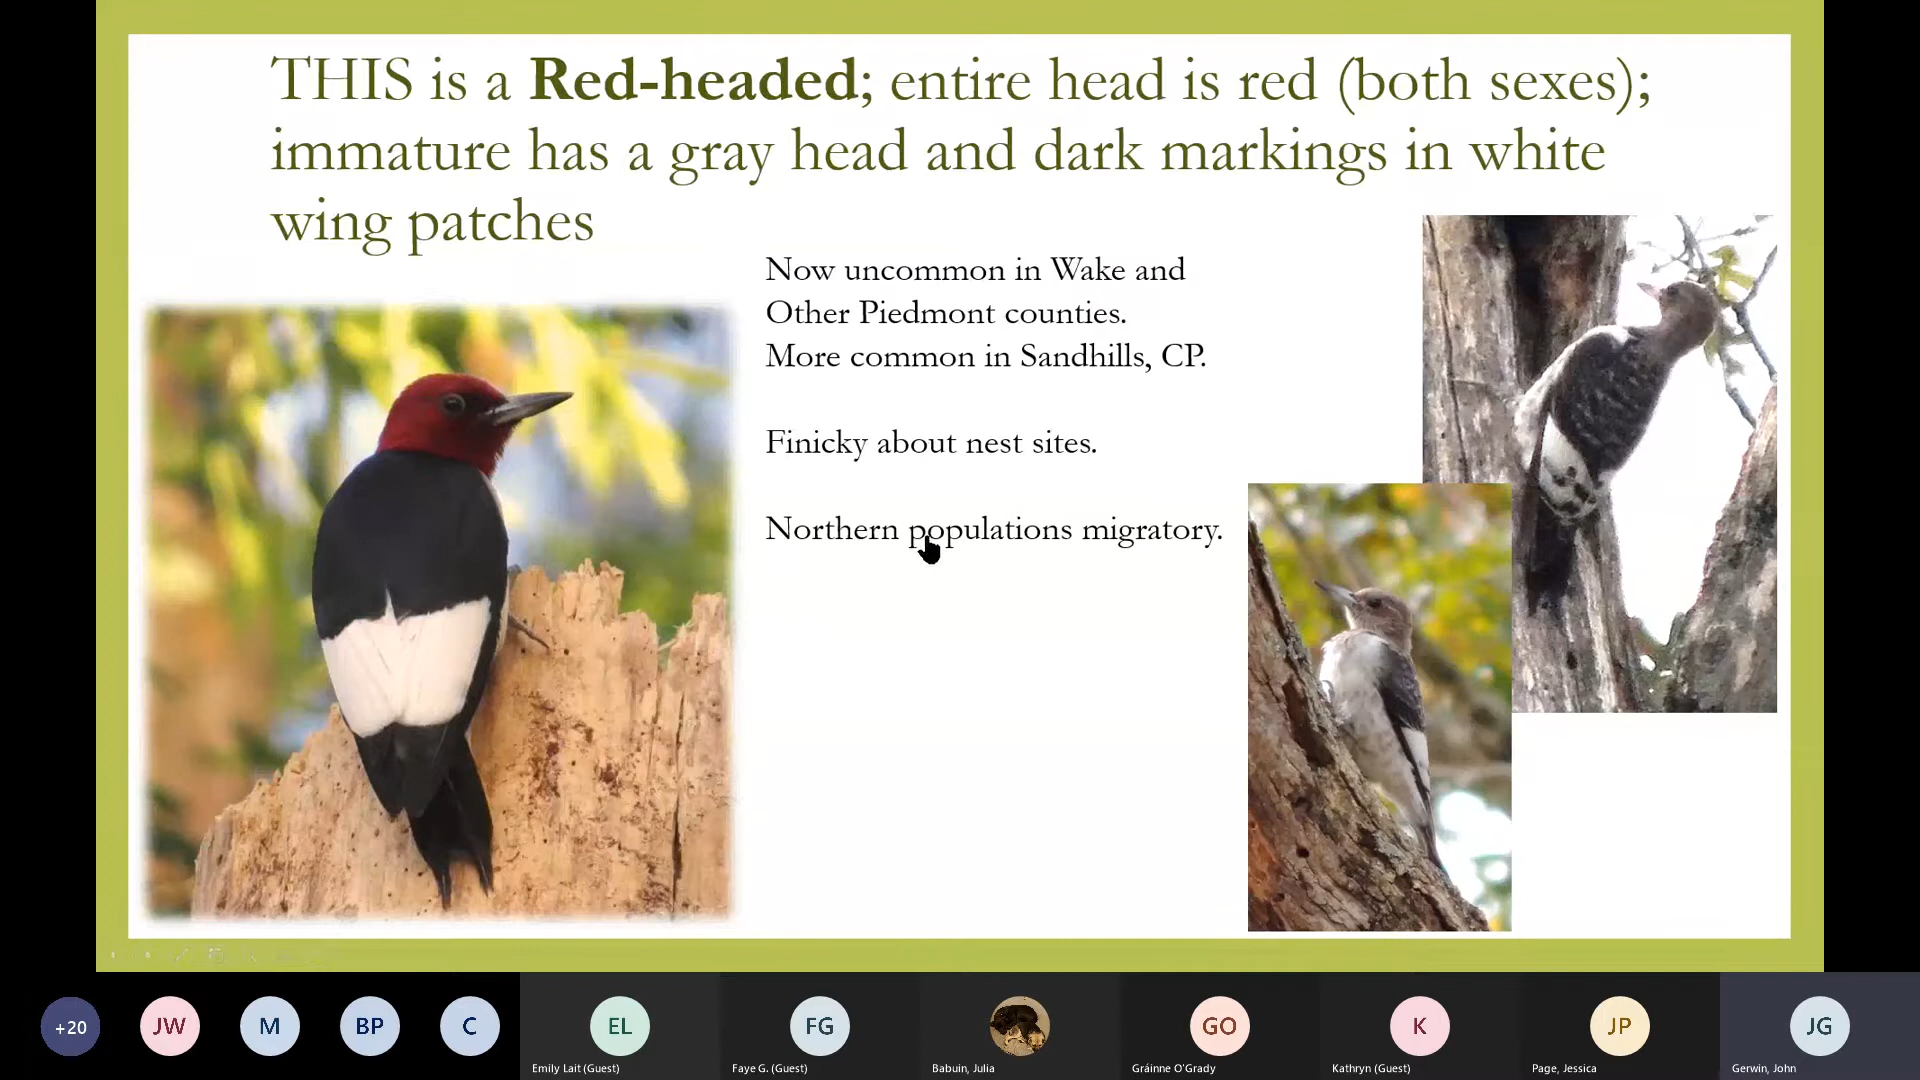 THIS is a Red-headed; entire head is red (both sexes);
immature has a gray head and dark markings in white
wing patches
Now uncommon in Wake and
Other Piedmont counties.
More common in Sandhills, CP.
Finicky about nest sites.
Northern populations migratory.
+20
JW
M
BP
C
EL
FG
GO
K
JP
JG
Emily Lait (Guest)
Faye G. (Guest)
Babuin, Julia
Gráinne O'Grady
Kathryn (Guest)
Page, Jessica
Gerwin, John